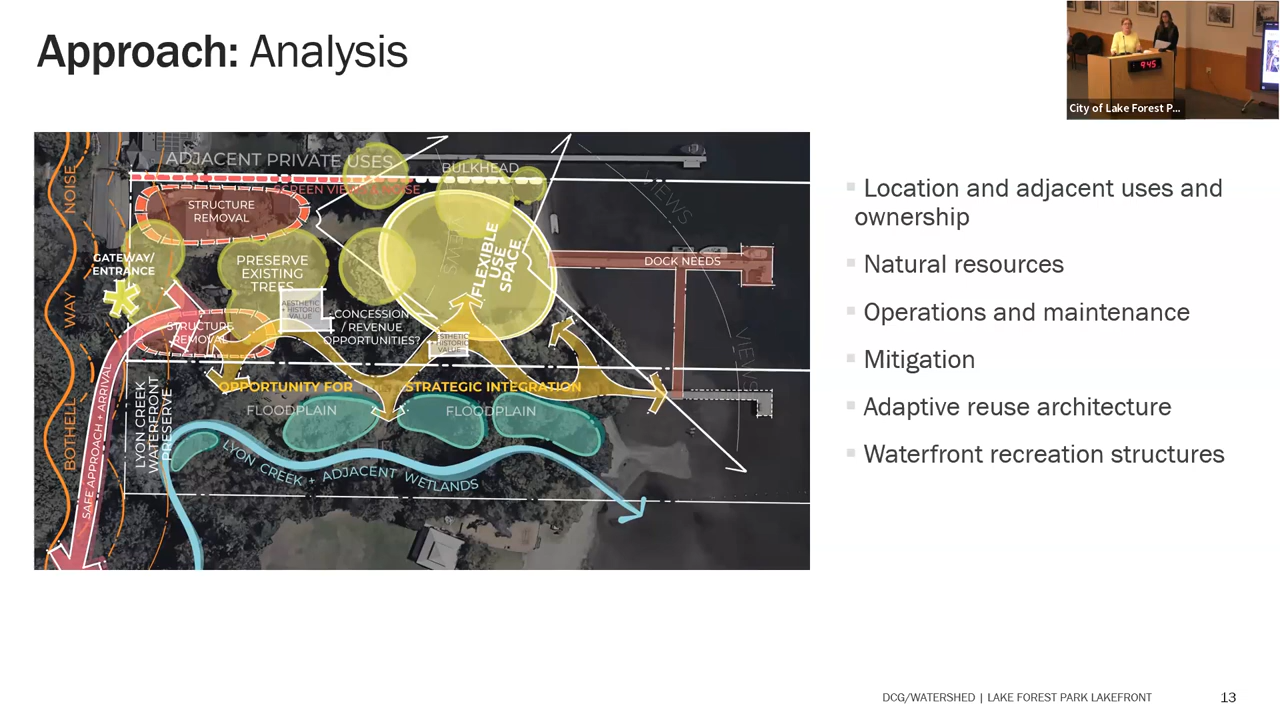 Approach: Analysis
9:45
City of Lake Forest P...
ADJACENT PRIVATE USES
BULKHEAD
SCREEN VIEW & NOISE
STRUCTURE
REMOVAL
VIEWS
VIEWS
FLEXIBLE
USE
SPACE
GATEWAY/
ENTRANCE
PRESERVE
EXISTING
TREES
DOCK NEEDS
AESTHETIC
+ HISTORIC
VALUE
CONCESSION
/ REVENUE
OPPORTUNITIES?
STRUCTURE
REMOVAL
AESTHETIC
+ HISTORIC
VALUE
VIEWS
OPPORTUNITY FOR STRATEGIC INTEGRATION
FLOODPLAIN
FLOODPLAIN
BOTHELL WAY NOISE
SAFE APPROACH + ARRIVAL
LYON CREEK
WATERFRONT
PRESERVE
LYON CREEK + ADJACENT WETLANDS
Location and adjacent uses and
ownership
Natural resources
Operations and maintenance
Mitigation
Adaptive reuse architecture
Waterfront recreation structures
DCG/WATERSHED | LAKE FOREST PARK LAKEFRONT
13